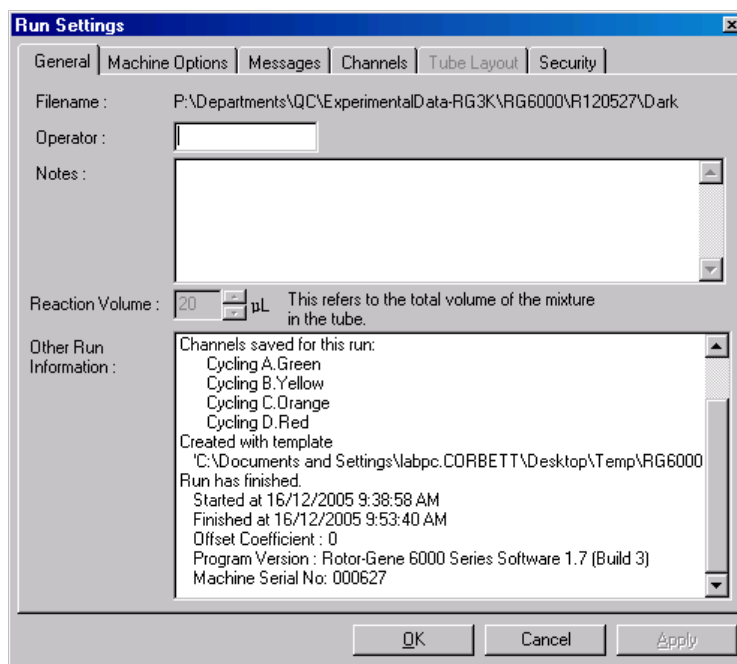 Run Settings
General Machine Options Messages Channels Tube Layout Security
Filename : P:\Departments\QC\ExperimentalData-RG3K\RG6000\R120527\Dark
Operator :
Notes :
Reaction Volume : 20 µL This refers to the total volume of the mixture
in the tube.
Other Run
Information :
Channels saved for this run:
Cycling A.Green
Cycling B.Yellow
Cycling C.Orange
Cycling D.Red
Created with template
'C:\Documents and Settings\labpc.CORBETT\Desktop\Temp\RG6000
Run has finished.
Started at 16/12/2005 9:38:58 AM
Finished at 16/12/2005 9:53:40 AM
Offset Coefficient : 0
Program Version : Rotor-Gene 6000 Series Software 1.7 (Build 3)
Machine Serial No: 000627
OK Cancel Apply